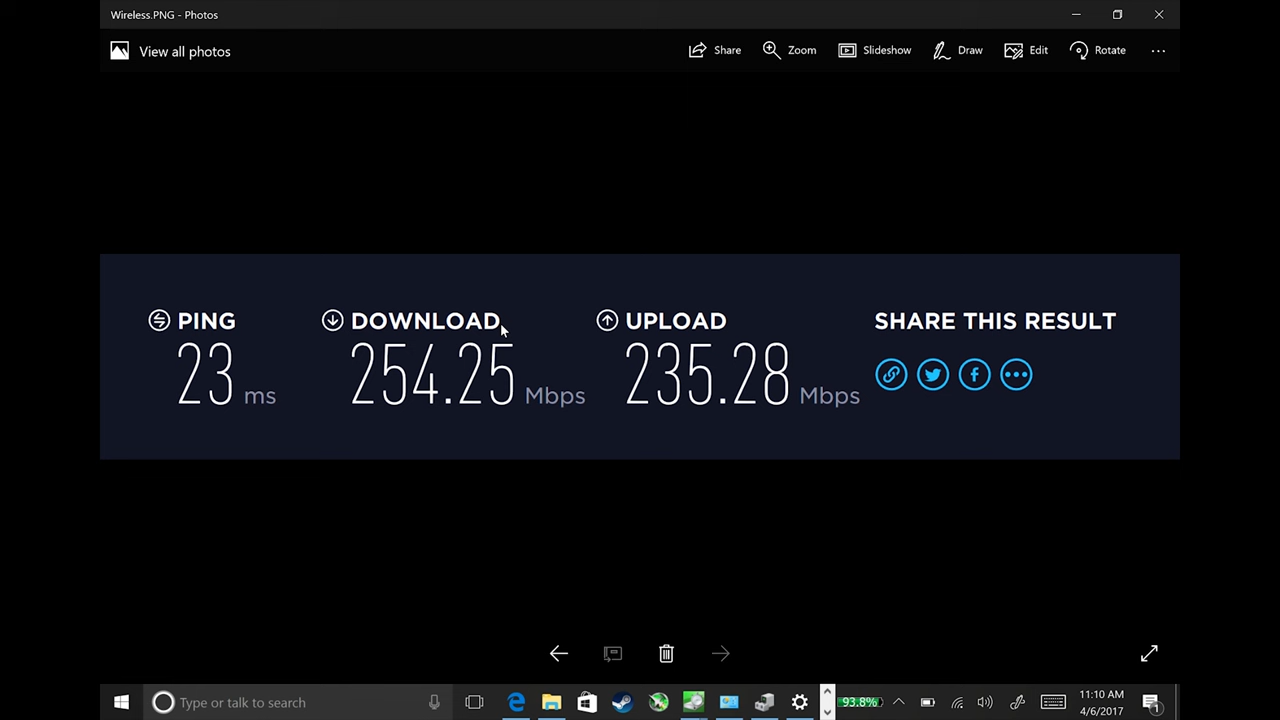 Wireless.PNG - Photos
View all photos
Share
Zoom
Slideshow
Draw
Edit
Rotate
PING
DOWNLOAD
UPLOAD
SHARE THIS RESULT
23 ms
254.25 Mbps
235.28 Mbps
Type or talk to search
93.8%
11:10 AM
4/6/2017
1